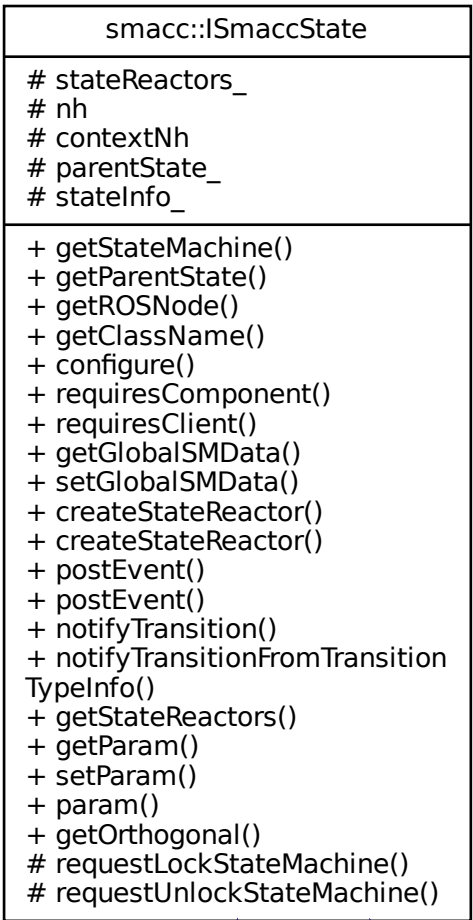 smacc::ISmaccState
# stateReactors_
# nh
# contextNh
# parentState_
# stateInfo_
+ getStateMachine()
+ getParentState()
+ getROSNode()
+ getClassName()
+ configure()
+ requiresComponent()
+ requiresClient()
+ getGlobalSMData()
+ setGlobalSMData()
+ createStateReactor()
+ createStateReactor()
+ postEvent()
+ postEvent()
+ notifyTransition()
+ notifyTransitionFromTransition
TypeInfo()
+ getStateReactors()
+ getParam()
+ setParam()
+ param()
+ getOrthogonal()
# requestLockStateMachine()
# requestUnlockStateMachine()